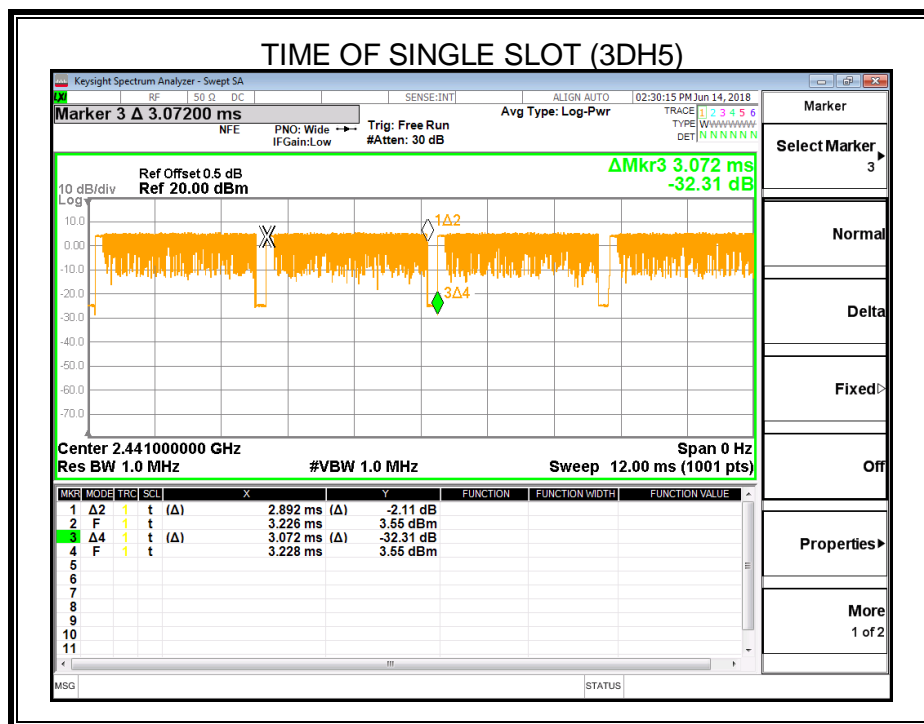 TIME OF SINGLE SLOT (3DH5)
Keysight Spectrum Analyzer - Swept SA
LXI RF 50 Ω DC SENSE:INT ALIGN AUTO 02:30:15 PM Jun 14, 2018
Marker 3 Δ 3.07200 ms
NFE
PNO: Wide
IFGain:Low
Trig: Free Run
#Atten: 30 dB
Avg Type: Log-Pwr
TRACE 1 2 3 4 5 6
TYPE WWWWWW
DET N N N N N N
ΔMkr3 3.072 ms
-32.31 dB
Ref Offset 0.5 dB
10 dB/div Ref 20.00 dBm
Log
10.0
0.00
-10.0
-20.0
-30.0
-40.0
-50.0
-60.0
-70.0
X
1Δ2
3Δ4
Center 2.441000000 GHz Span 0 Hz
Res BW 1.0 MHz #VBW 1.0 MHz Sweep 12.00 ms (1001 pts)
MKR MODE TRC SCL X Y FUNCTION FUNCTION WIDTH FUNCTION VALUE
1 Δ2 1 t (Δ) 2.892 ms (Δ) -2.11 dB
2 F 1 t 3.226 ms 3.55 dBm
3 Δ4 1 t (Δ) 3.072 ms (Δ) -32.31 dB
4 F 1 t 3.228 ms 3.55 dBm
5
6
7
8
9
10
11
MSG STATUS
Marker
Select Marker
3
Normal
Delta
Fixed
Off
Properties
More
1 of 2